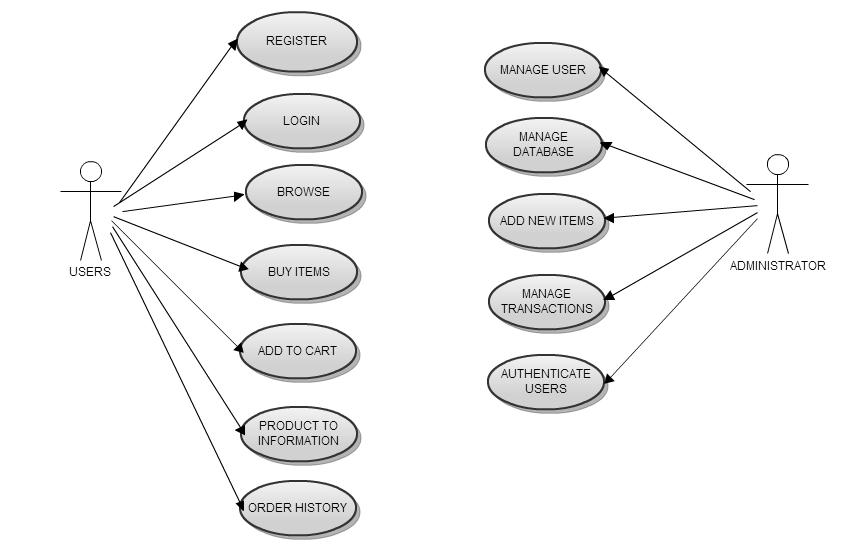 REGISTER
LOGIN
BROWSE
BUY ITEMS
ADD TO CART
PRODUCT TO
INFORMATION
ORDER HISTORY
USERS
MANAGE USER
MANAGE
DATABASE
ADD NEW ITEMS
MANAGE
TRANSACTIONS
AUTHENTICATE
USERS
ADMINISTRATOR